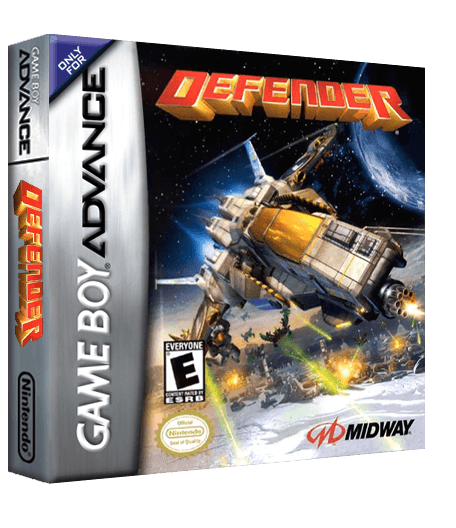 GAME BOY
ADVANCE
DEFENDER
Nintendo®
ONLY
FOR
GAME BOY ADVANCE
DEFENDER
EVERYONE
E
CONTENT RATED BY
ESRB
Official
Nintendo
Seal of Quality
MIDWAY